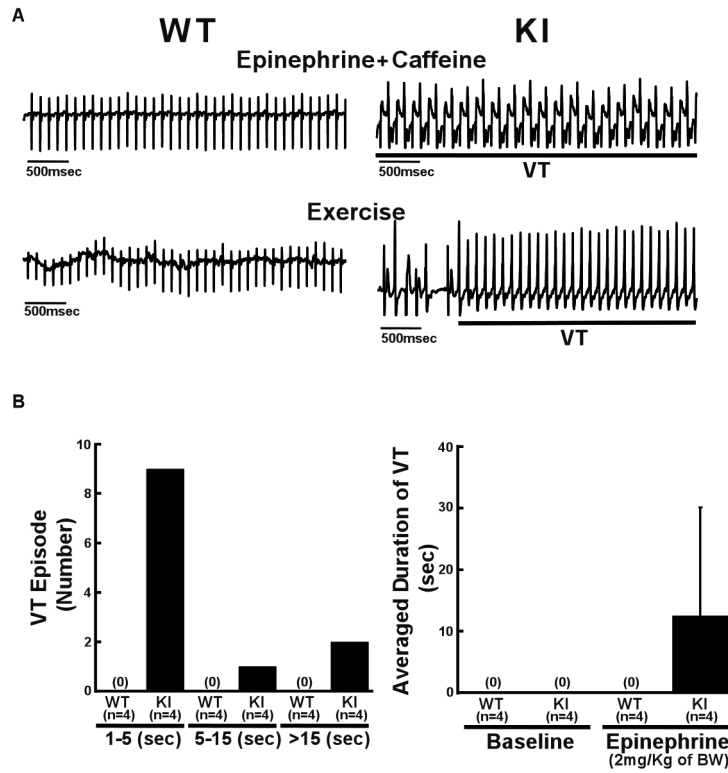 A
WT
KI
Epinephrine+Caffeine
500msec
500msec
VT
Exercise
500msec
500msec
VT
B
VT Episode
(Number)
10
8
6
4
2
0
(0)
(0)
(0)
WT
KI
WT
KI
WT
KI
(n=4)
(n=4)
(n=4)
(n=4)
(n=4)
(n=4)
1-5 (sec)
5-15 (sec)
>15 (sec)
Averaged Duration of VT
(sec)
40
30
20
10
0
(0)
(0)
(0)
WT
KI
WT
KI
(n=4)
(n=4)
(n=4)
(n=4)
Baseline
Epinephrine
(2mg/Kg of BW)